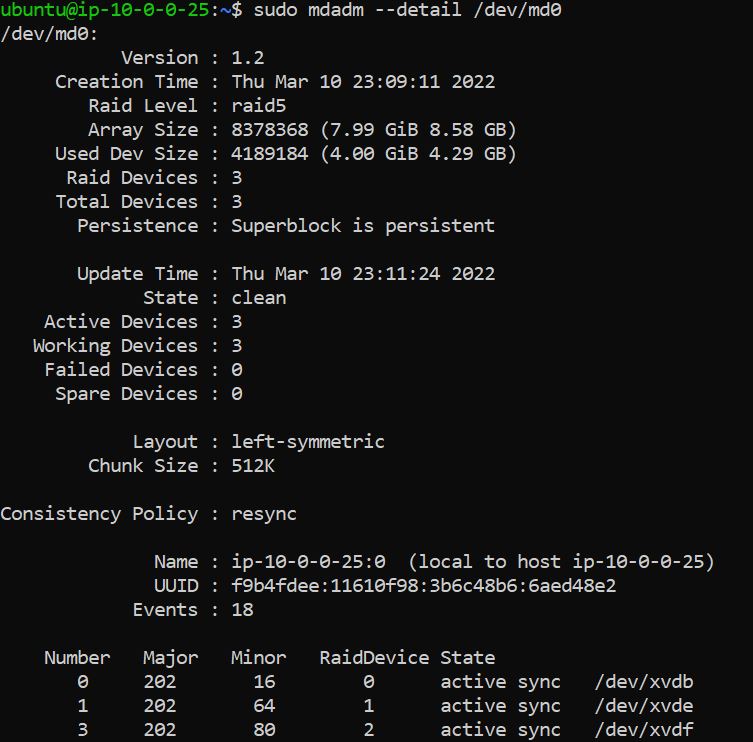 ubuntu@ip-10-0-0-25:~$ sudo mdadm --detail /dev/md0
/dev/md0:
Version : 1.2
Creation Time : Thu Mar 10 23:09:11 2022
Raid Level : raid5
Array Size : 8378368 (7.99 GiB 8.58 GB)
Used Dev Size : 4189184 (4.00 GiB 4.29 GB)
Raid Devices : 3
Total Devices : 3
Persistence : Superblock is persistent
Update Time : Thu Mar 10 23:11:24 2022
State : clean
Active Devices : 3
Working Devices : 3
Failed Devices : 0
Spare Devices : 0
Layout : left-symmetric
Chunk Size : 512K
Consistency Policy : resync
Name : ip-10-0-0-25:0  (local to host ip-10-0-0-25)
UUID : f9b4fdee:11610f98:3b6c48b6:6aed48e2
Events : 18
Number   Major   Minor   RaidDevice State
0     202       16        0      active sync   /dev/xvdb
1     202       64        1      active sync   /dev/xvde
3     202       80        2      active sync   /dev/xvdf